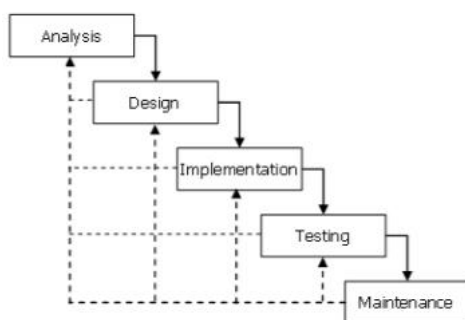 Analysis
Design
Implementation
Testing
Maintenance